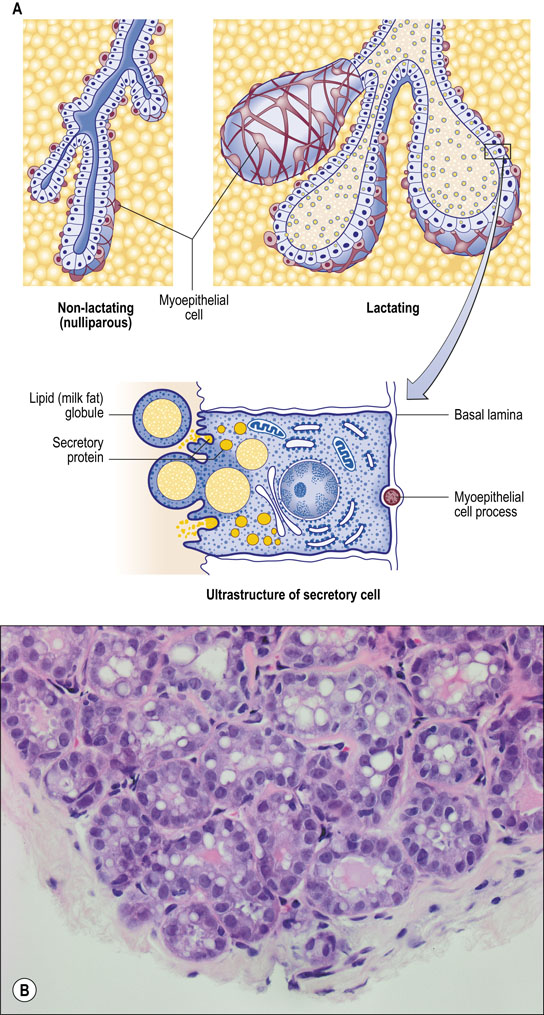 A
Non-lactating
(nulliparous)
Myoepithelial
cell
Lactating
Lipid (milk fat)
globule
Secretory
protein
Basal lamina
Myoepithelial
cell process
Ultrastructure of secretory cell
B